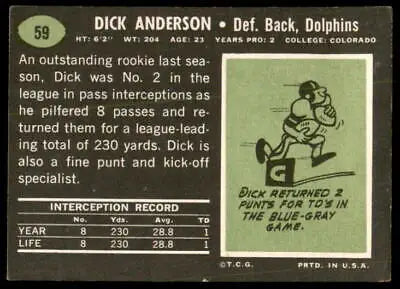 59
DICK ANDERSON • Def. Back, Dolphins
HT: 6'2" WT: 204 AGE: 23 YEARS PRO: 2 COLLEGE: COLORADO
An outstanding rookie last sea-
son, Dick was No. 2 in the
league in pass interceptions as
he pilfered 8 passes and re-
turned them for a league-lead-
ing total of 230 yards. Dick is
also a fine punt and kick-off
specialist.
INTERCEPTION RECORD
No. Yds. Avg. TD
YEAR 8 230 28.8 1
LIFE 8 230 28.8 1
G
DICK RETURNED 2
PUNTS FOR TD'S IN
THE BLUE-GRAY
GAME.
©T.C.G. PRTD. IN U.S.A.